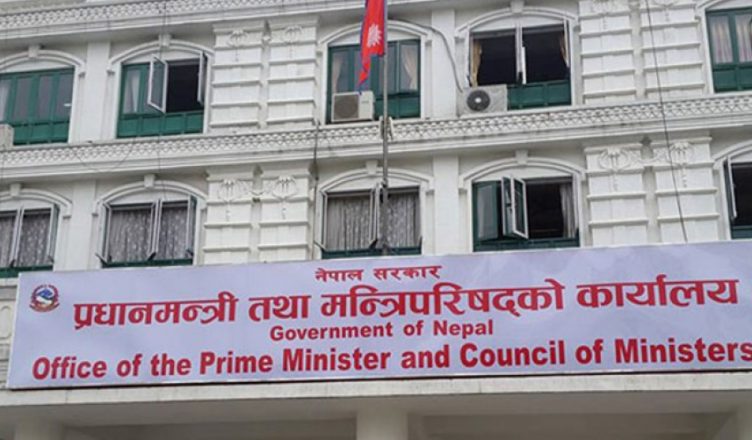 नेपाल सरकार
प्रधानमन्त्री तथा मन्त्रिपरिषद्को कार्यालय
Government of Nepal
Office of the Prime Minister and Council of Ministers